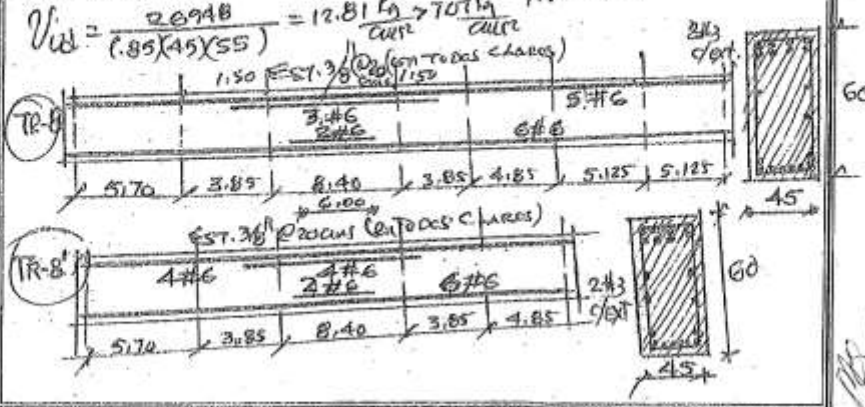 Vud = 26948 / (.85)(45)(55) = 12.81 kg/cm² > 7.07 kg/cm²
EST. 3/8" @ 20 (EN TODOS CLAROS)
1.50 1.50
2#3 c/ext.
TR-8
3#6
2#6
5#6
6#6
60
5.70 3.85 8.40 3.85 4.85 5.125 5.125
6.00
45
EST. 3/8" @ 20cms (EN TODOS CLAROS)
TR-8'
4#6
4#6
2#6
6#6
2#3 c/ext
60
5.70 3.85 8.40 3.85 4.85
45